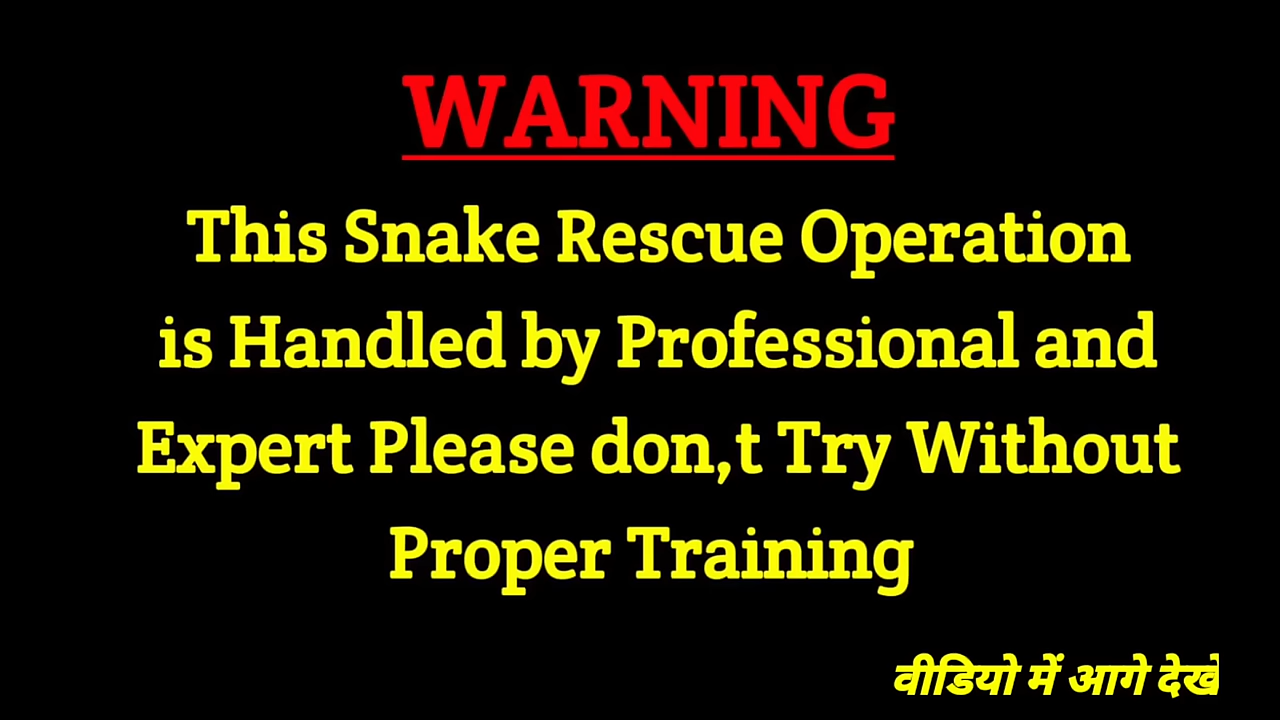 WARNING
This Snake Rescue Operation
is Handled by Professional and
Expert Please don,t Try Without
Proper Training
वीडियो में आगे देखे